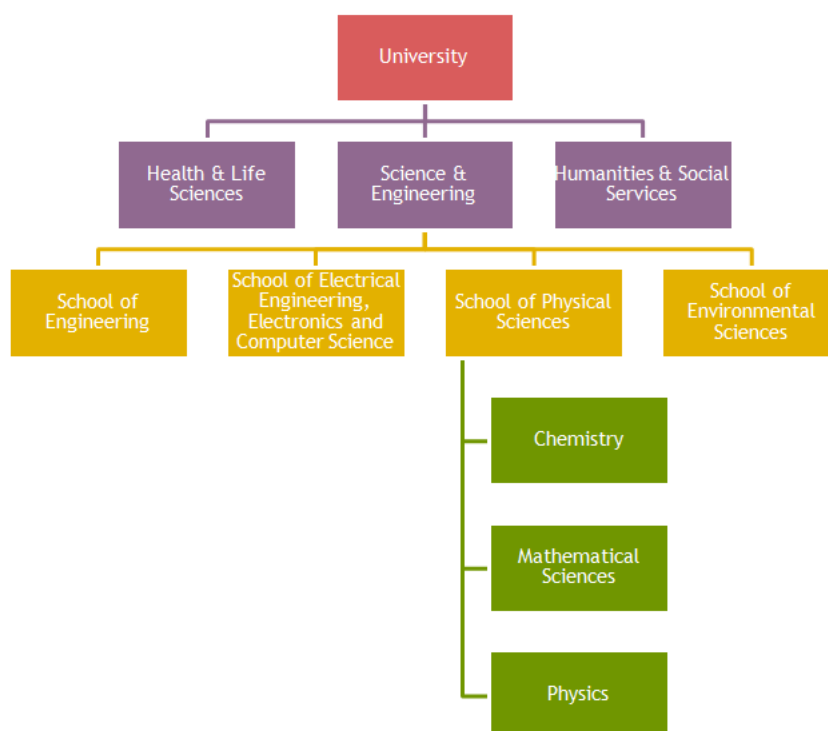 University
Health & Life
Sciences
Science &
Engineering
Humanities & Social
Services
School of
Engineering
School of Electrical
Engineering,
Electronics and
Computer Science
School of Physical
Sciences
School of
Environmental
Sciences
Chemistry
Mathematical
Sciences
Physics